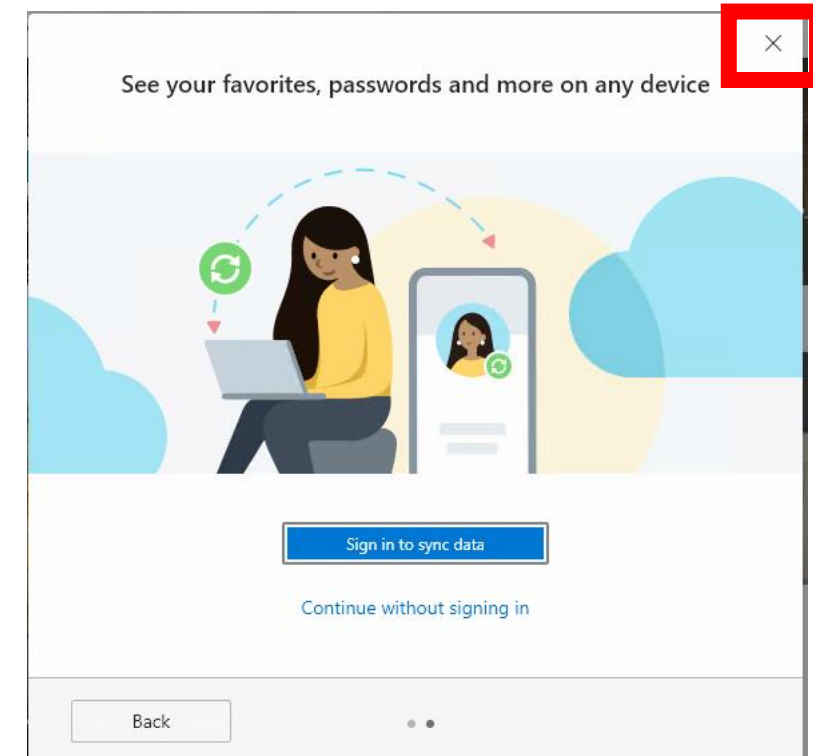 See your favorites, passwords and more on any device
Sign in to sync data
Continue without signing in
Back